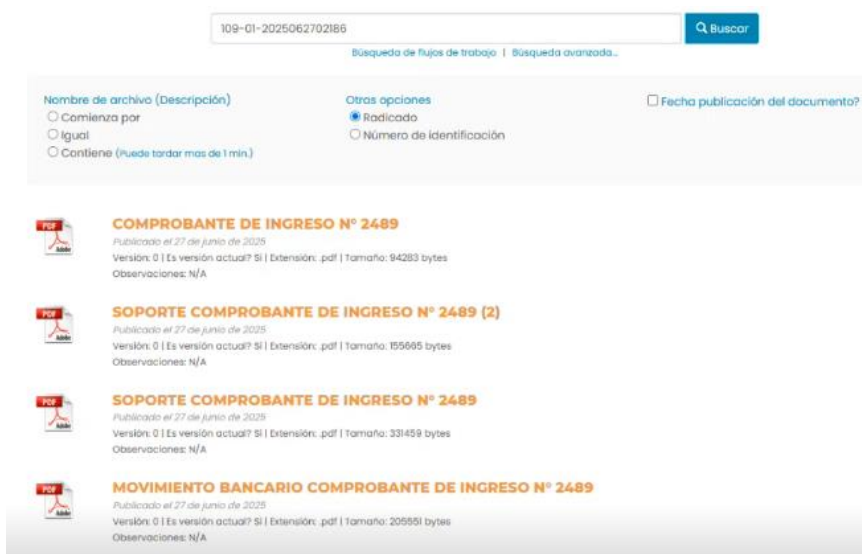 109-01-2025062702186
Buscar
Búsqueda de flujos de trabajo | Búsqueda avanzada...
Nombre de archivo (Descripción)
Comienza por
Igual
Contiene (Puede tardar mas de 1 min.)
Otras opciones
Radicado
Número de identificación
Fecha publicación del documento?
PDF
Adobe
COMPROBANTE DE INGRESO N° 2489
Publicado el 27 de junio de 2025
Versión: 0 | Es versión actual? Si | Extensión: .pdf | Tamaño: 94283 bytes
Observaciones: N/A
PDF
Adobe
SOPORTE COMPROBANTE DE INGRESO N° 2489 (2)
Publicado el 27 de junio de 2025
Versión: 0 | Es versión actual? Si | Extensión: .pdf | Tamaño: 155665 bytes
Observaciones: N/A
PDF
Adobe
SOPORTE COMPROBANTE DE INGRESO N° 2489
Publicado el 27 de junio de 2025
Versión: 0 | Es versión actual? Si | Extensión: .pdf | Tamaño: 331459 bytes
Observaciones: N/A
PDF
Adobe
MOVIMIENTO BANCARIO COMPROBANTE DE INGRESO N° 2489
Publicado el 27 de junio de 2025
Versión: 0 | Es versión actual? Si | Extensión: .pdf | Tamaño: 205551 bytes
Observaciones: N/A